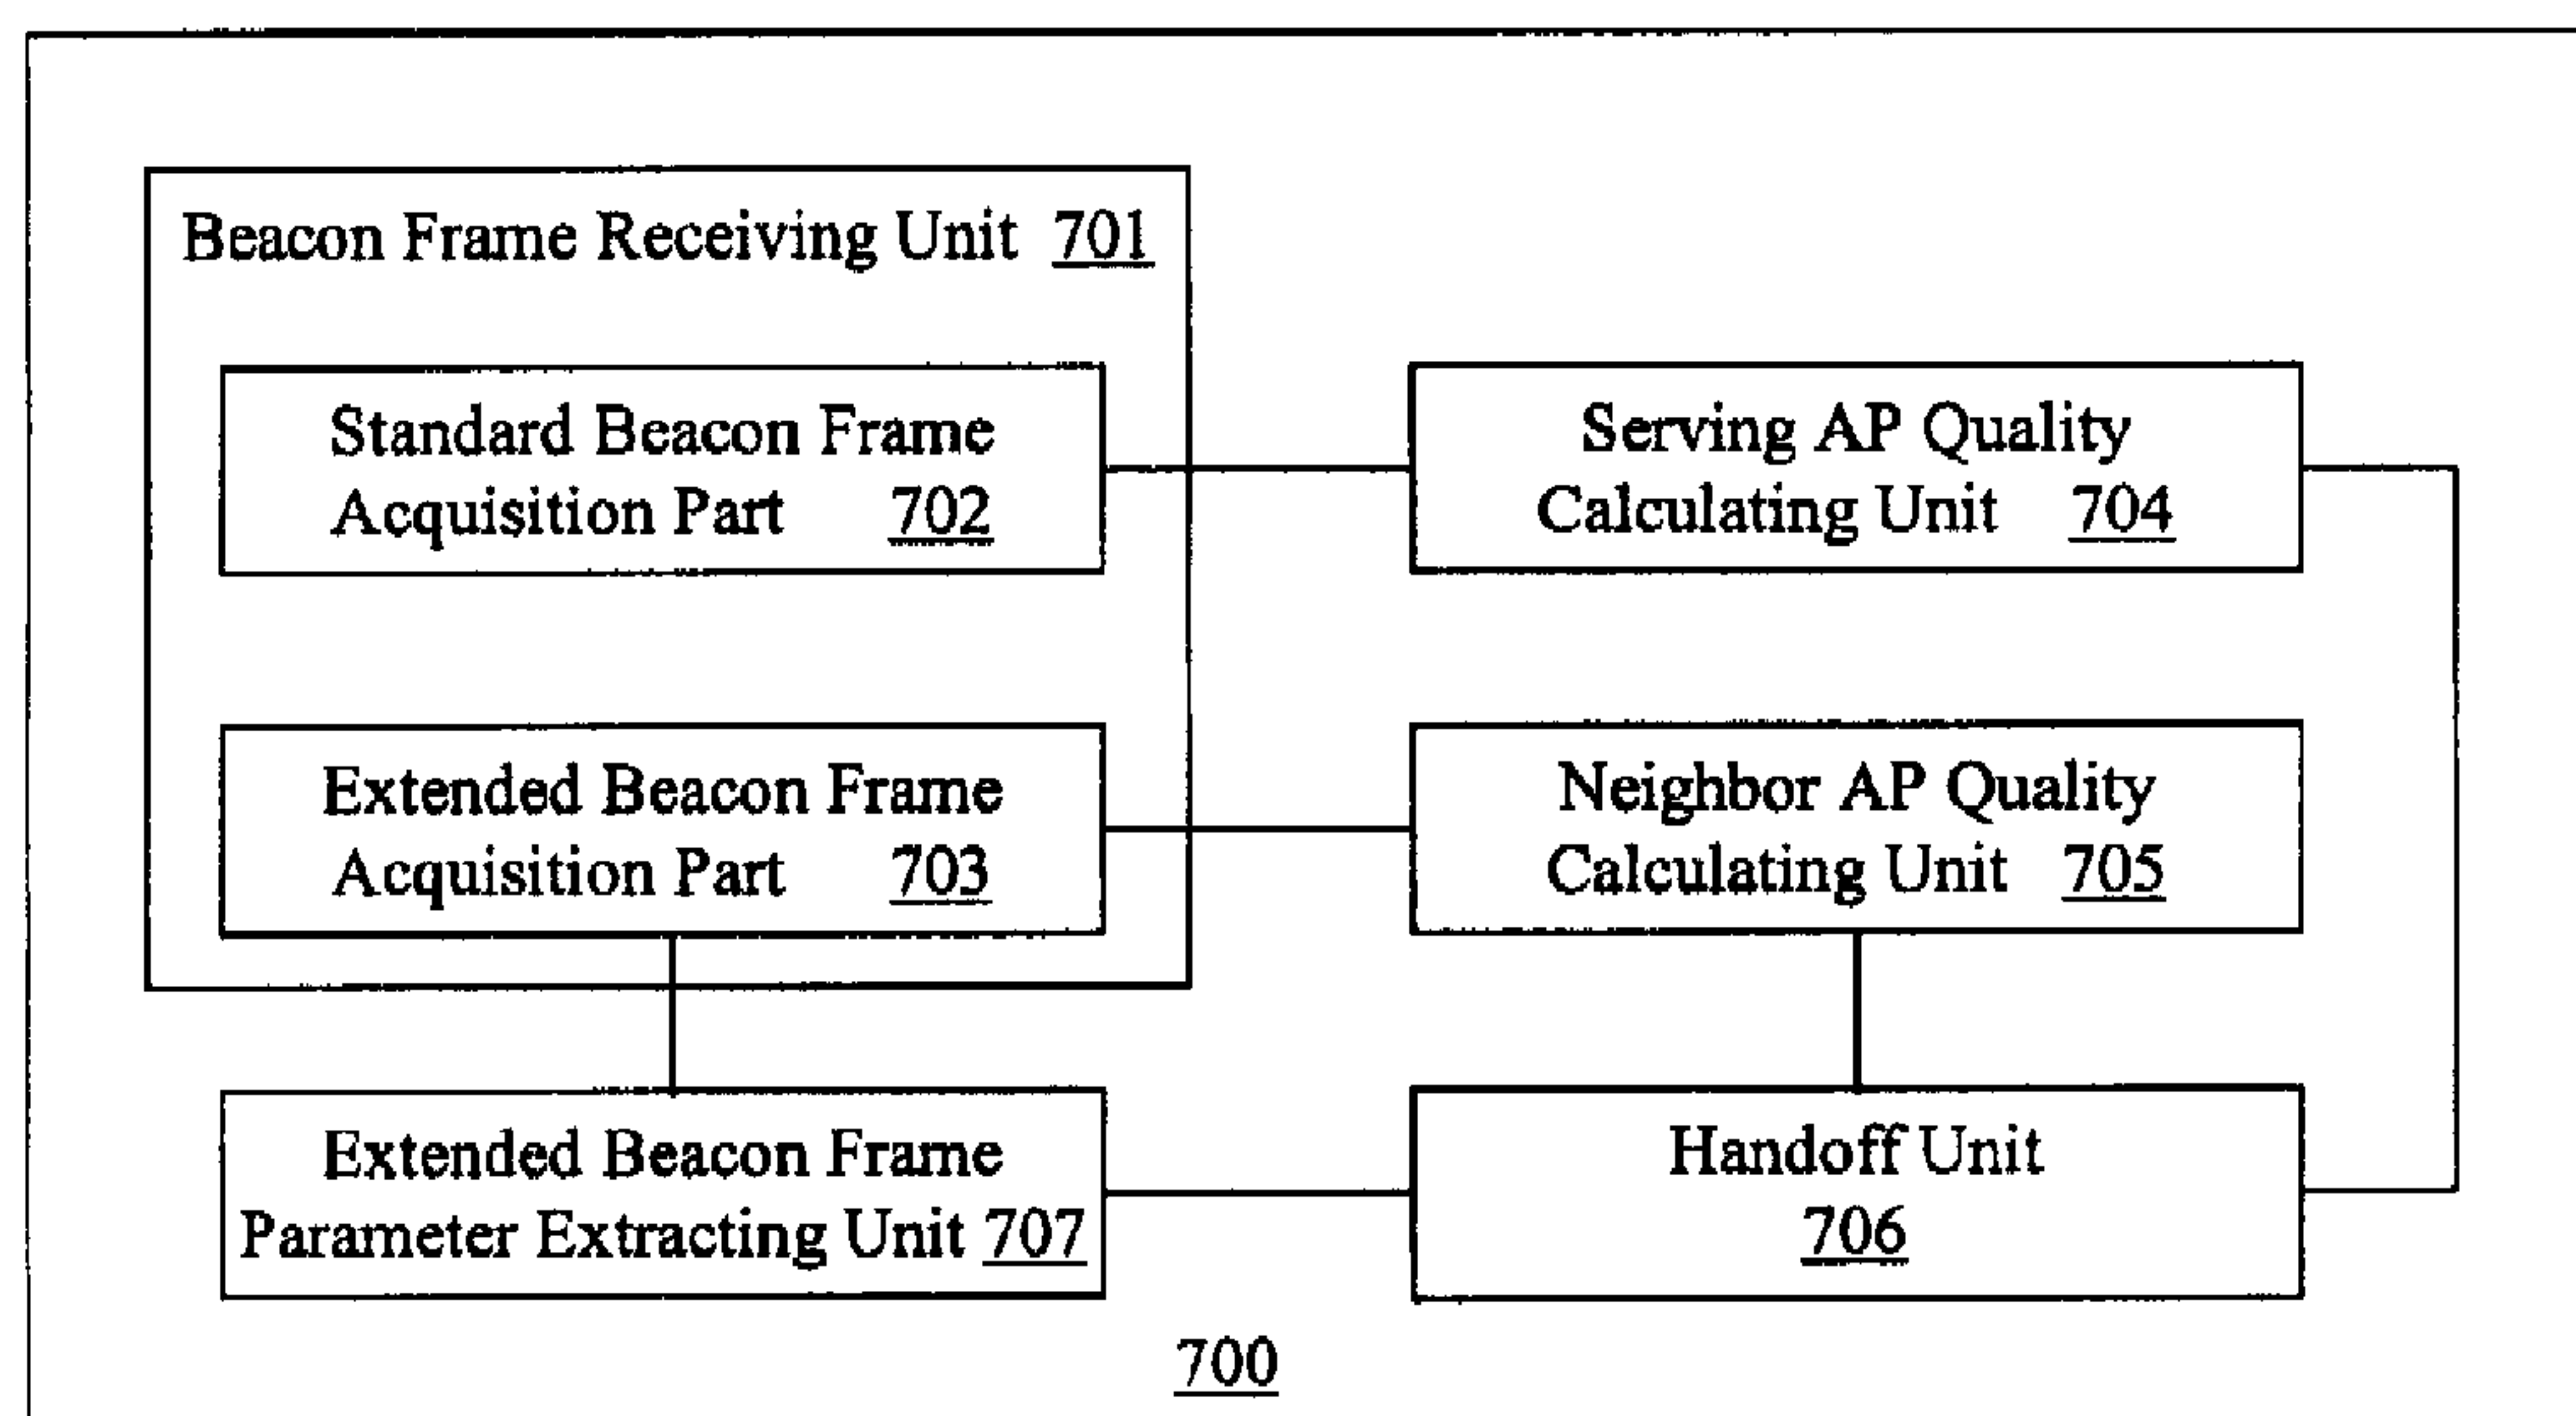 Beacon Frame Receiving Unit 701
Standard Beacon Frame
Acquisition Part 702
Serving AP Quality
Calculating Unit 704
Extended Beacon Frame
Acquisition Part 703
Neighbor AP Quality
Calculating Unit 705
Extended Beacon Frame
Parameter Extracting Unit 707
Handoff Unit
706
700